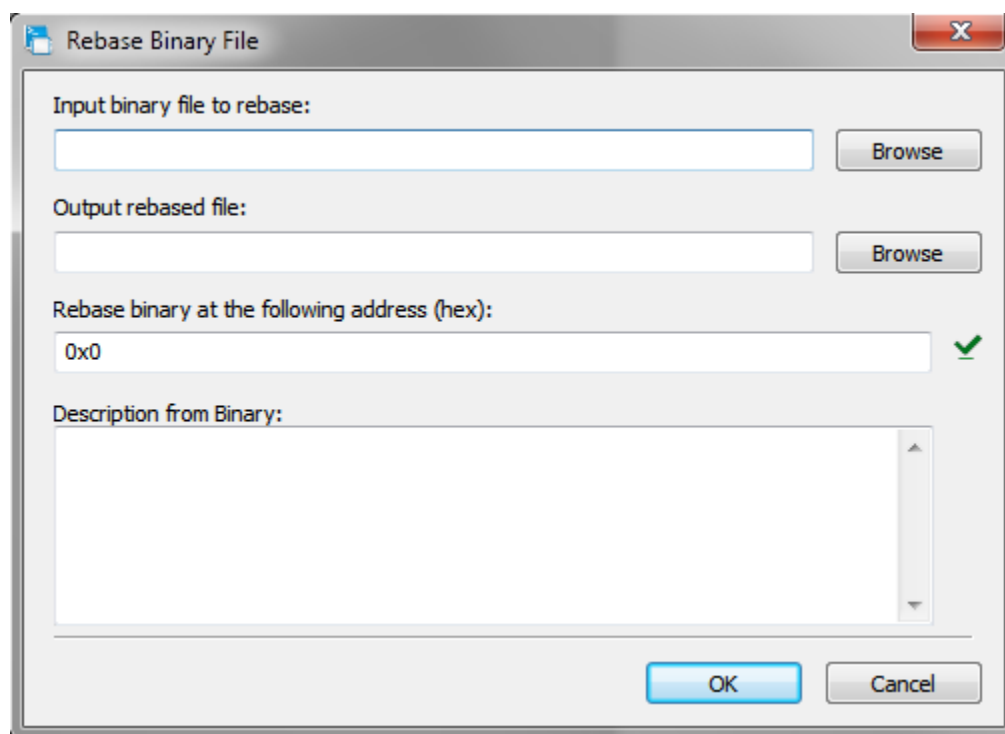 Rebase Binary File
Input binary file to rebase:
Browse
Output rebased file:
Browse
Rebase binary at the following address (hex):
0x0
Description from Binary:
OK
Cancel